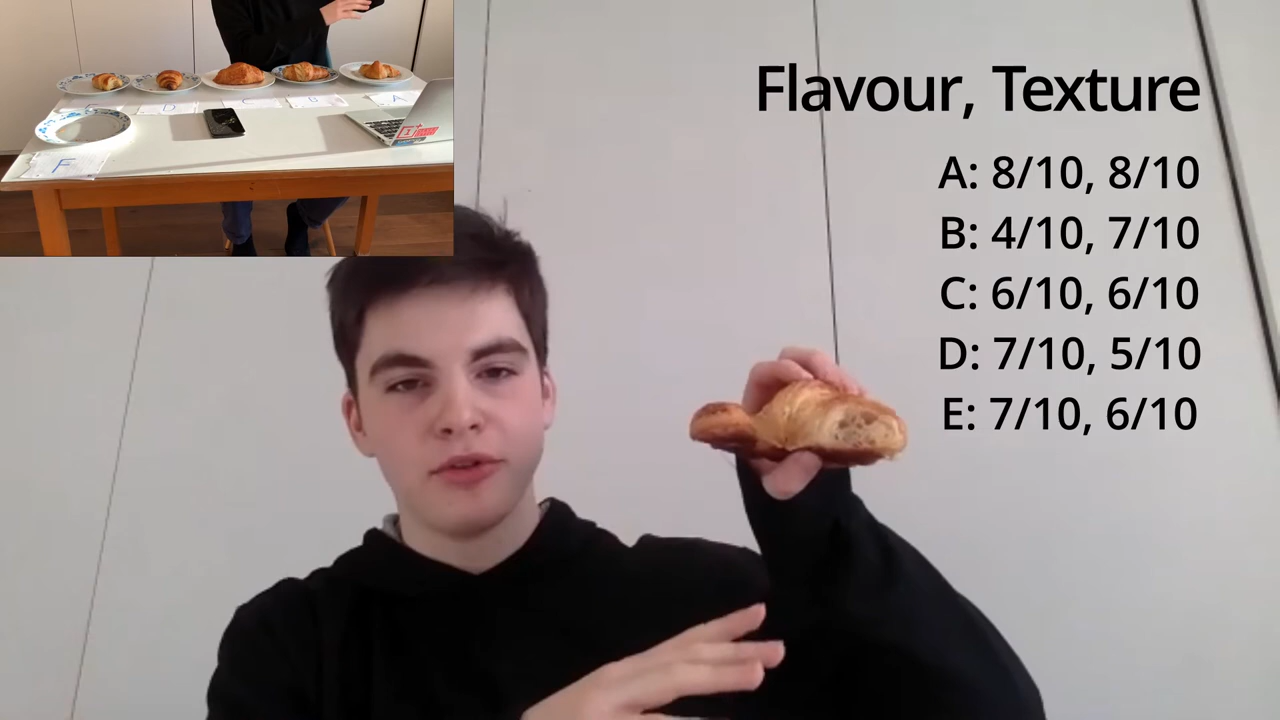 Flavour, Texture
A: 8/10, 8/10
B: 4/10, 7/10
C: 6/10, 6/10
D: 7/10, 5/10
E: 7/10, 6/10
E D C B A
F